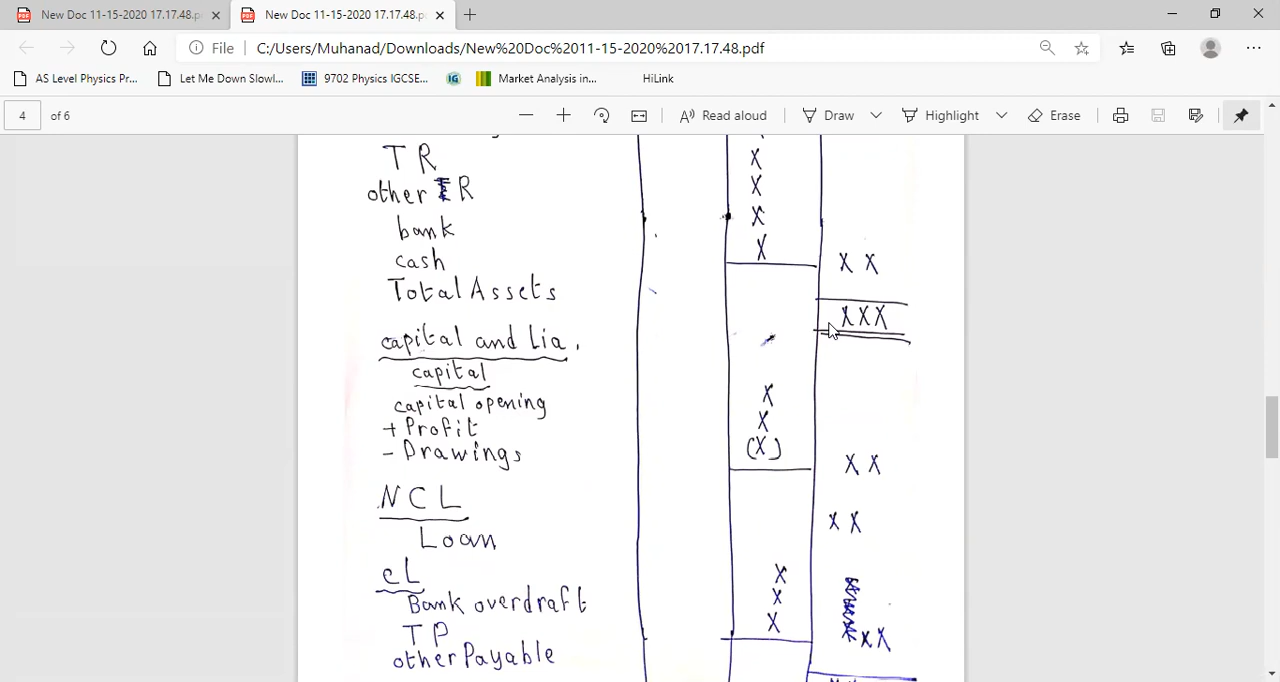 New Doc 11-15-2020 17.17.48.p
New Doc 11-15-2020 17.17.48.p
File C:/Users/Muhanad/Downloads/New%20Doc%2011-15-2020%2017.17.48.pdf
AS Level Physics Pr... Let Me Down Slowl... 9702 Physics IGCSE... IG Market Analysis in... HiLink
4 of 6 Read aloud Draw Highlight Erase
T R X
other R X
bank X
cash X X X
Total Assets
X X X
capital and Lia.
capital
capital opening X
+ Profit X
- Drawings (X)
X X
N C L
X X
Loan
CL X
Bank overdraft X
T P X
X X
other Payable